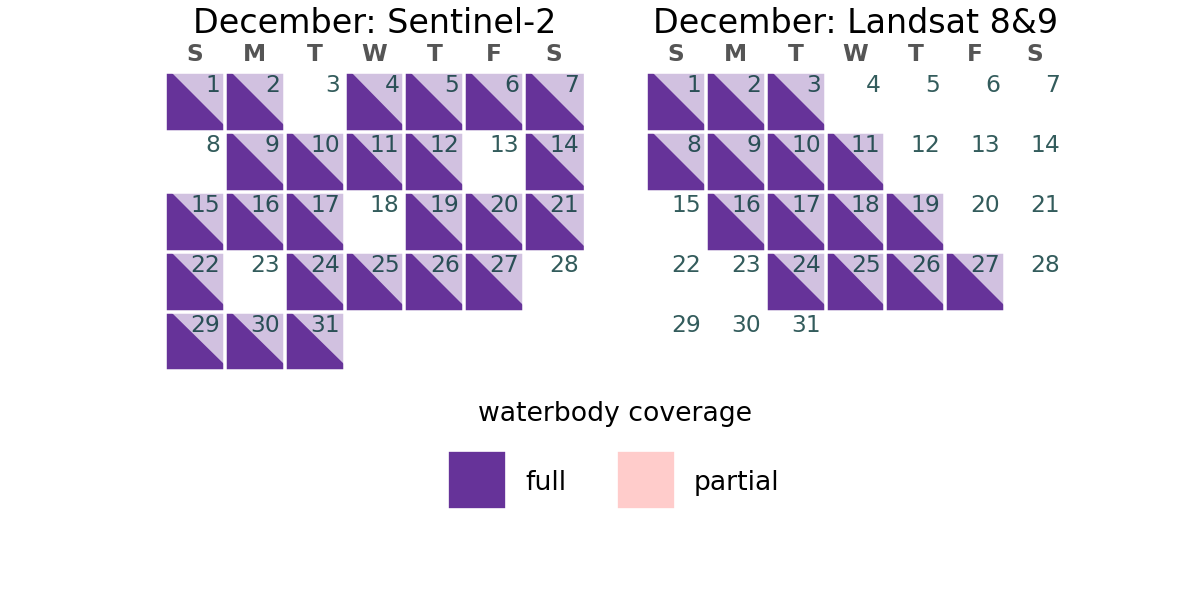 December: Sentinel-2
S M T W T F S
1 2 3 4 5 6 7
8 9 10 11 12 13 14
15 16 17 18 19 20 21
22 23 24 25 26 27 28
29 30 31
December: Landsat 8&9
S M T W T F S
1 2 3 4 5 6 7
8 9 10 11 12 13 14
15 16 17 18 19 20 21
22 23 24 25 26 27 28
29 30 31
waterbody coverage
full partial